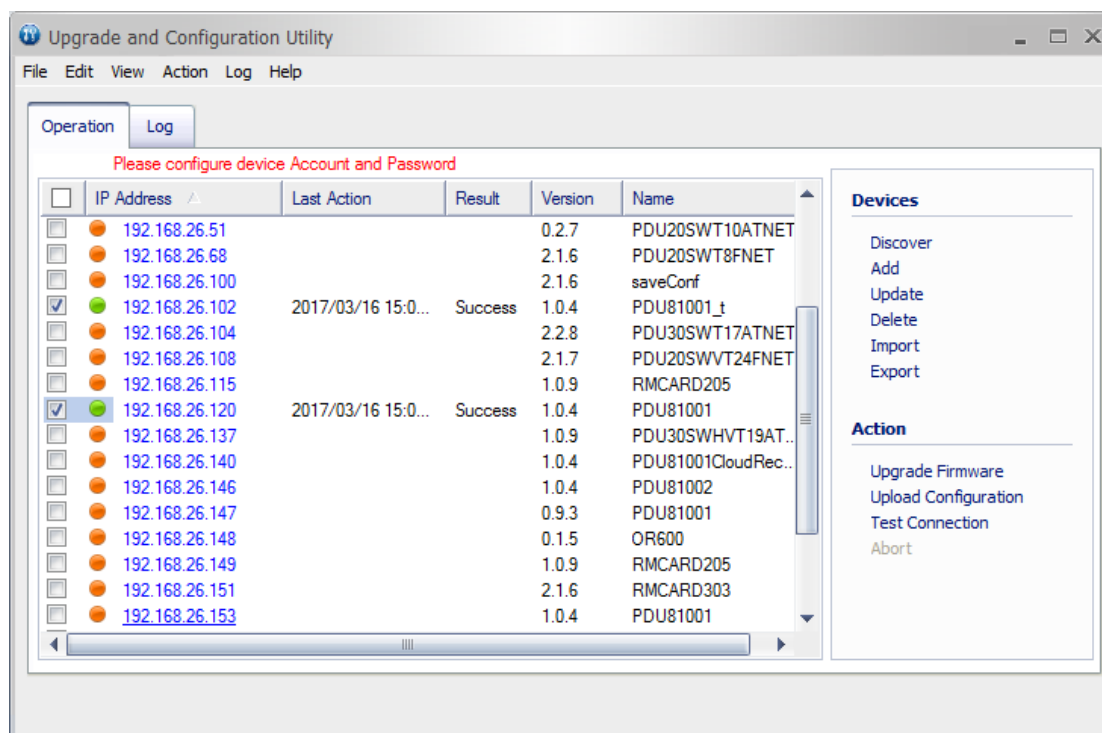 Upgrade and Configuration Utility
File Edit View Action Log Help
Operation Log
Please configure device Account and Password
IP Address Last Action Result Version Name
192.168.26.51 0.2.7 PDU20SWT10ATNET
192.168.26.68 2.1.6 PDU20SWT8FNET
192.168.26.100 2.1.6 saveConf
192.168.26.102 2017/03/16 15:0... Success 1.0.4 PDU81001_t
192.168.26.104 2.2.8 PDU30SWT17ATNET
192.168.26.108 2.1.7 PDU20SWVT24FNET
192.168.26.115 1.0.9 RMCARD205
192.168.26.120 2017/03/16 15:0... Success 1.0.4 PDU81001
192.168.26.137 1.0.9 PDU30SWHVT19AT...
192.168.26.140 1.0.4 PDU81001CloudRec...
192.168.26.146 1.0.4 PDU81002
192.168.26.147 0.9.3 PDU81001
192.168.26.148 0.1.5 OR600
192.168.26.149 1.0.9 RMCARD205
192.168.26.151 2.1.6 RMCARD303
192.168.26.153 1.0.4 PDU81001
Devices
Discover
Add
Update
Delete
Import
Export
Action
Upgrade Firmware
Upload Configuration
Test Connection
Abort